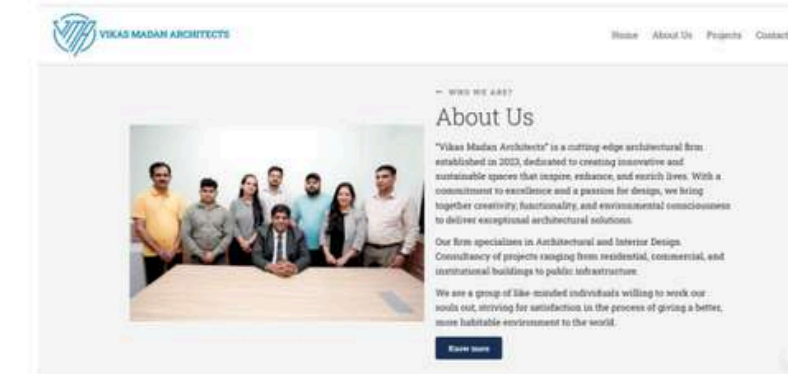 VIKAS MADAN ARCHITECTS
Home About Us Projects Contact
WHO WE ARE?
About Us
"Vikas Madan Architects" is a cutting-edge architectural firm
established in 2023, dedicated to creating innovative and
sustainable spaces that inspire, enhance, and enrich lives. With a
commitment to excellence and a passion for design, we bring
together creativity, functionality, and environmental consciousness
to deliver exceptional architectural solutions.
Our firm specializes in Architectural and Interior Design
Consultancy of projects ranging from residential, commercial, and
institutional buildings to public infrastructure.
We are a group of like-minded individuals willing to work our
souls out, striving for satisfaction in the process of giving a better,
more habitable environment to the world.
Know more